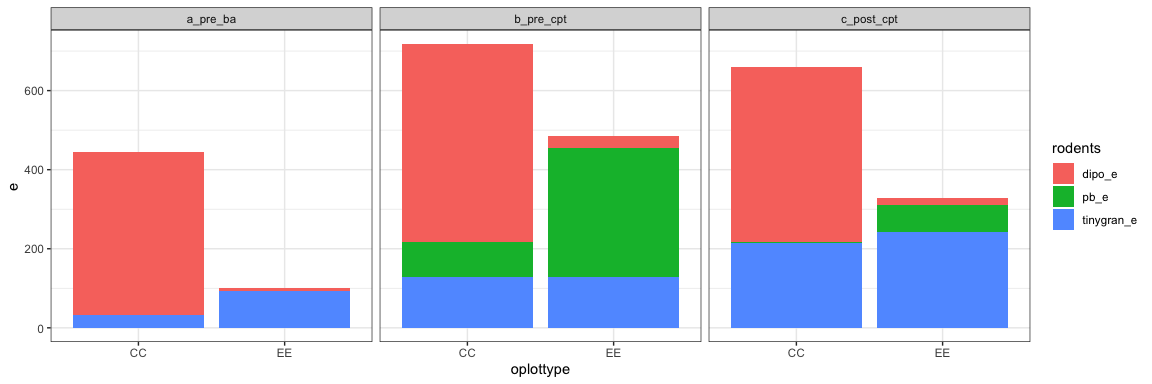 a_pre_ba
b_pre_cpt
c_post_cpt
e
600
400
200
0
CC
EE
CC
EE
CC
EE
oplottype
rodents
dipo_e
pb_e
tinygran_e